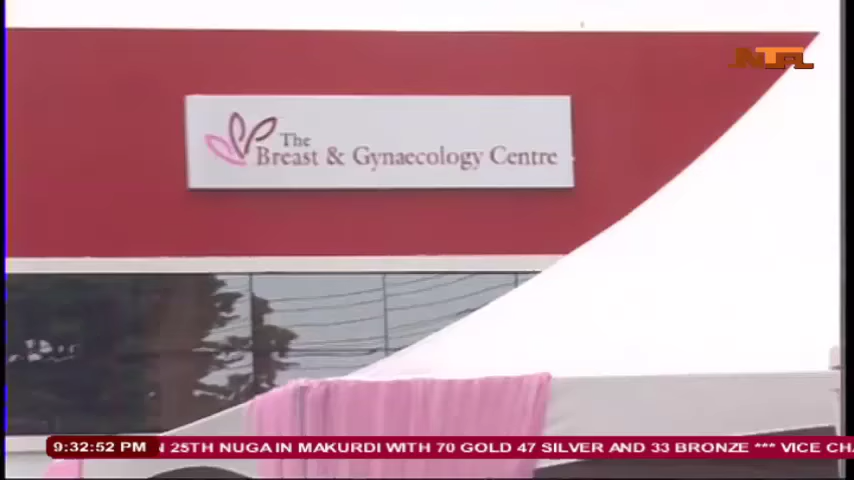 NTA
The
Breast & Gynaecology Centre
9:32:52 PM N 25TH NUGA IN MAKURDI WITH 70 GOLD 47 SILVER AND 33 BRONZE *** VICE CHA